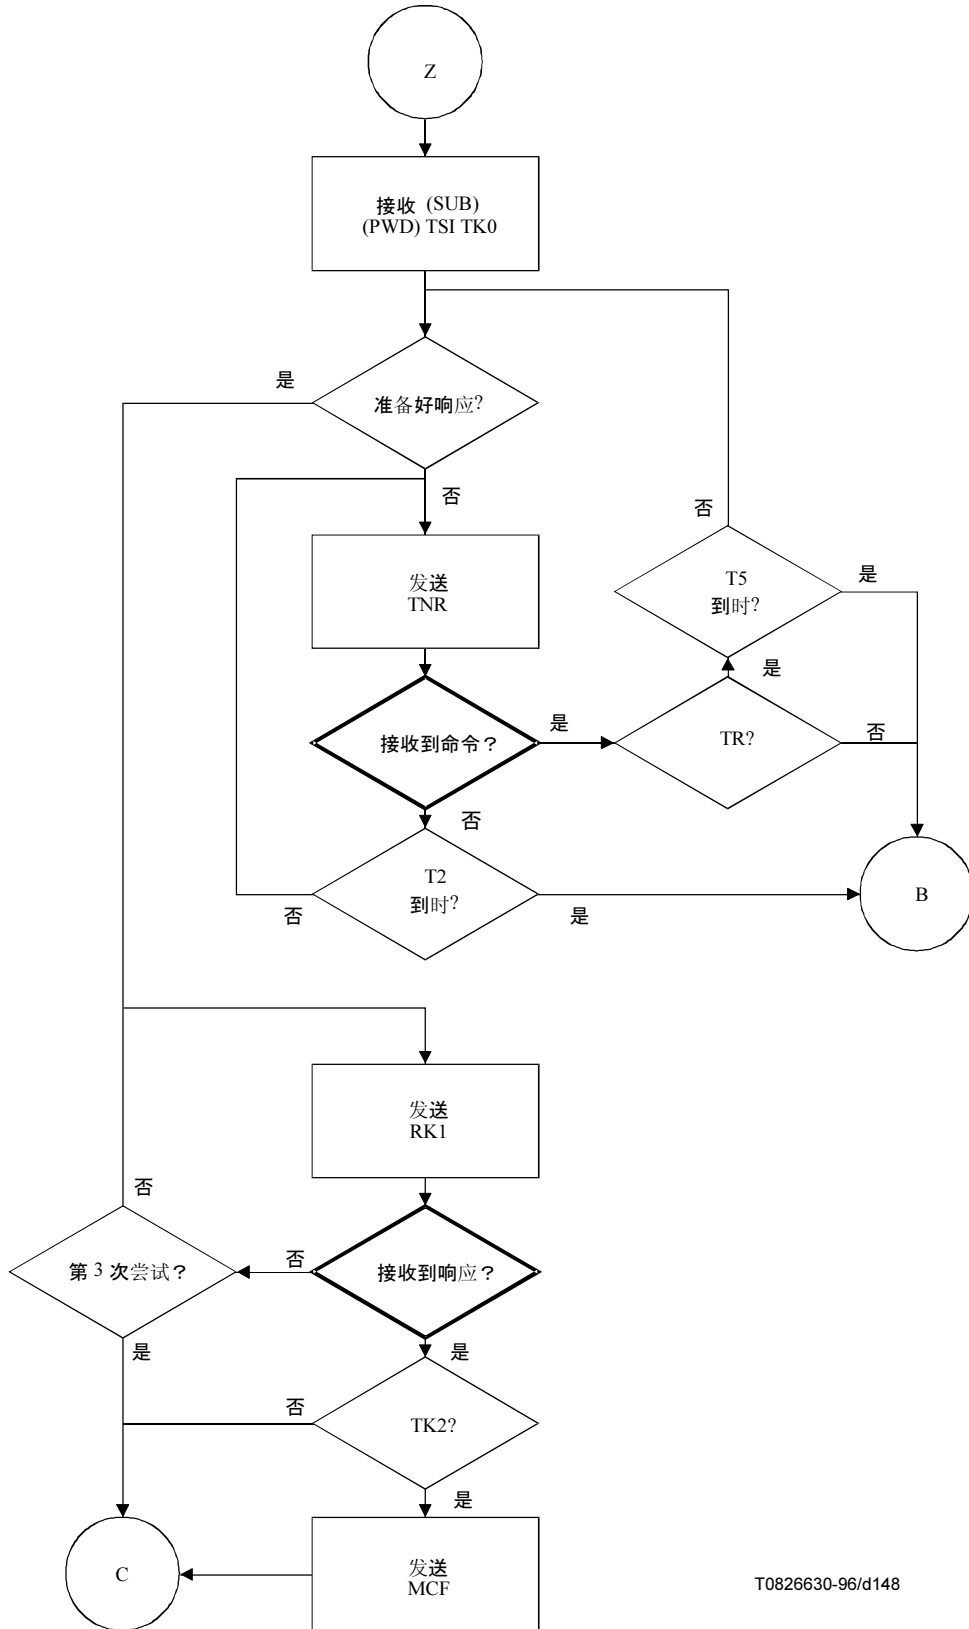 Z
接收 (SUB)
(PWD) TSI TK0
是
准备好响应?
否
否
发送
TNR
T5
到时?
是
是
接收到命令？
是
TR?
否
否
T2
到时?
否
是
B
发送
RK1
否
第 3 次尝试？
否
接收到响应？
是
是
否
TK2?
是
C
发送
MCF
T0826630-96/d148